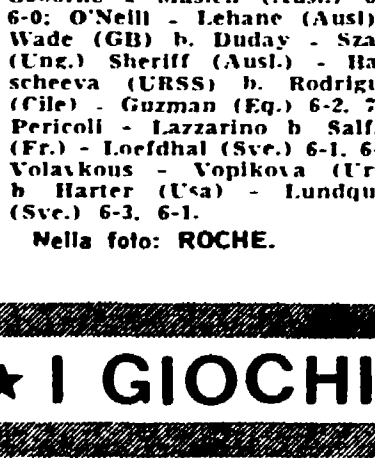 6-0; O'Neill - Lehane (Ausl)
Wade (GB) b. Duday - Sza
(Ung.) Sheriff (Ausl.) - Ba
scheeva (URSS) b. Rodrigu
(Cile) - Guzman (Eq.) 6-2, 7
Pericoli - Lazzarino b Salf
(Fr.) - Loefdhal (Sve.) 6-1, 6-
Volavkous - Vopikova (Ur
b Harter (Usa) - Lundqu
(Sve.) 6-3, 6-1.
Nella foto: ROCHE.
★ I GIOCHI